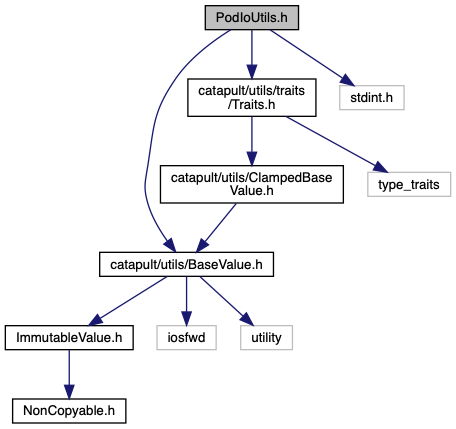 PodIoUtils.h
catapult/utils/traits
/Traits.h
stdint.h
catapult/utils/ClampedBase
Value.h
type_traits
catapult/utils/BaseValue.h
ImmutableValue.h
iosfwd
utility
NonCopyable.h